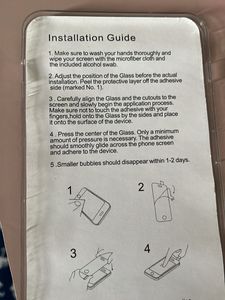 Installation Guide
1. Make sure to wash your hands thoroughly and
wipe your screen with the microfiber cloth and
the included alcohol swab.
2. Adjust the position of the Glass before the actual
installation. Peel the protective layer off the adhesive
side (marked No. 1).
3 . Carefully align the Glass and the cutouts to the
screen and slowly begin the application process.
Make sure not to touch the adhesive with your
fingers,hold onto the Glass by the sides and place
it onto the surface of the device.
4 . Press the center of the Glass. Only a minimum
amount of pressure is necessary. The adhesive
should smoothly glide across the phone screen
and adhere to the device.
5 .Smaller bubbles should disappear within 1-2 days.
1 2
3 4